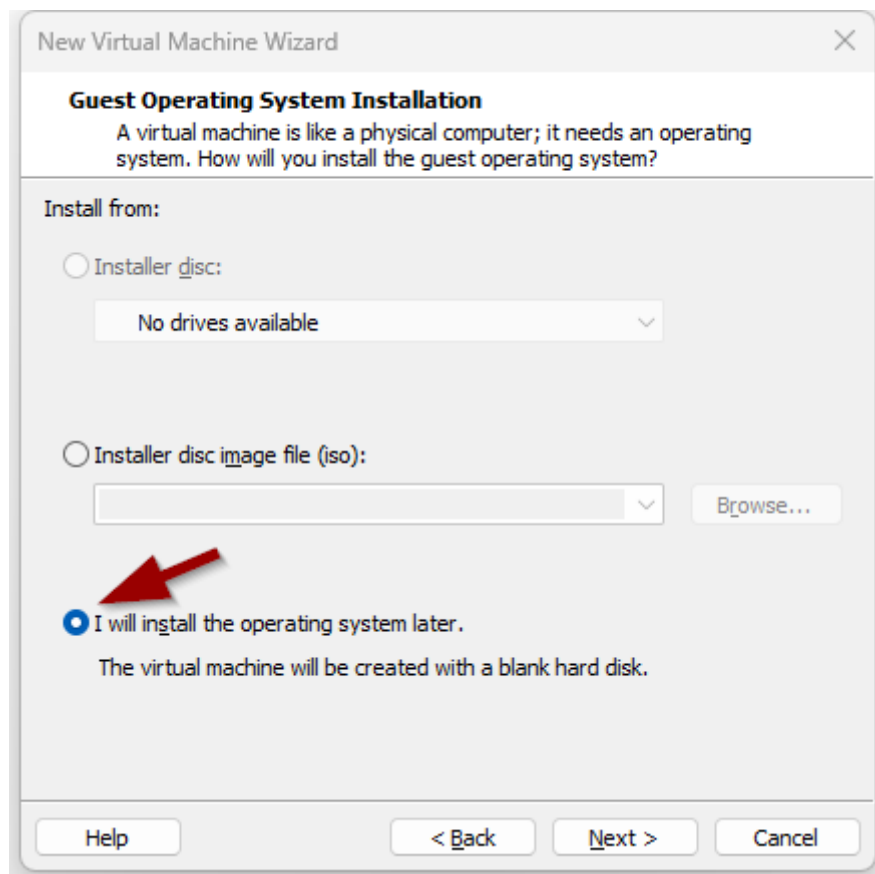 New Virtual Machine Wizard
Guest Operating System Installation
A virtual machine is like a physical computer; it needs an operating
system. How will you install the guest operating system?
Install from:
Installer disc:
No drives available
Installer disc image file (iso):
Browse...
I will install the operating system later.
The virtual machine will be created with a blank hard disk.
Help
< Back
Next >
Cancel